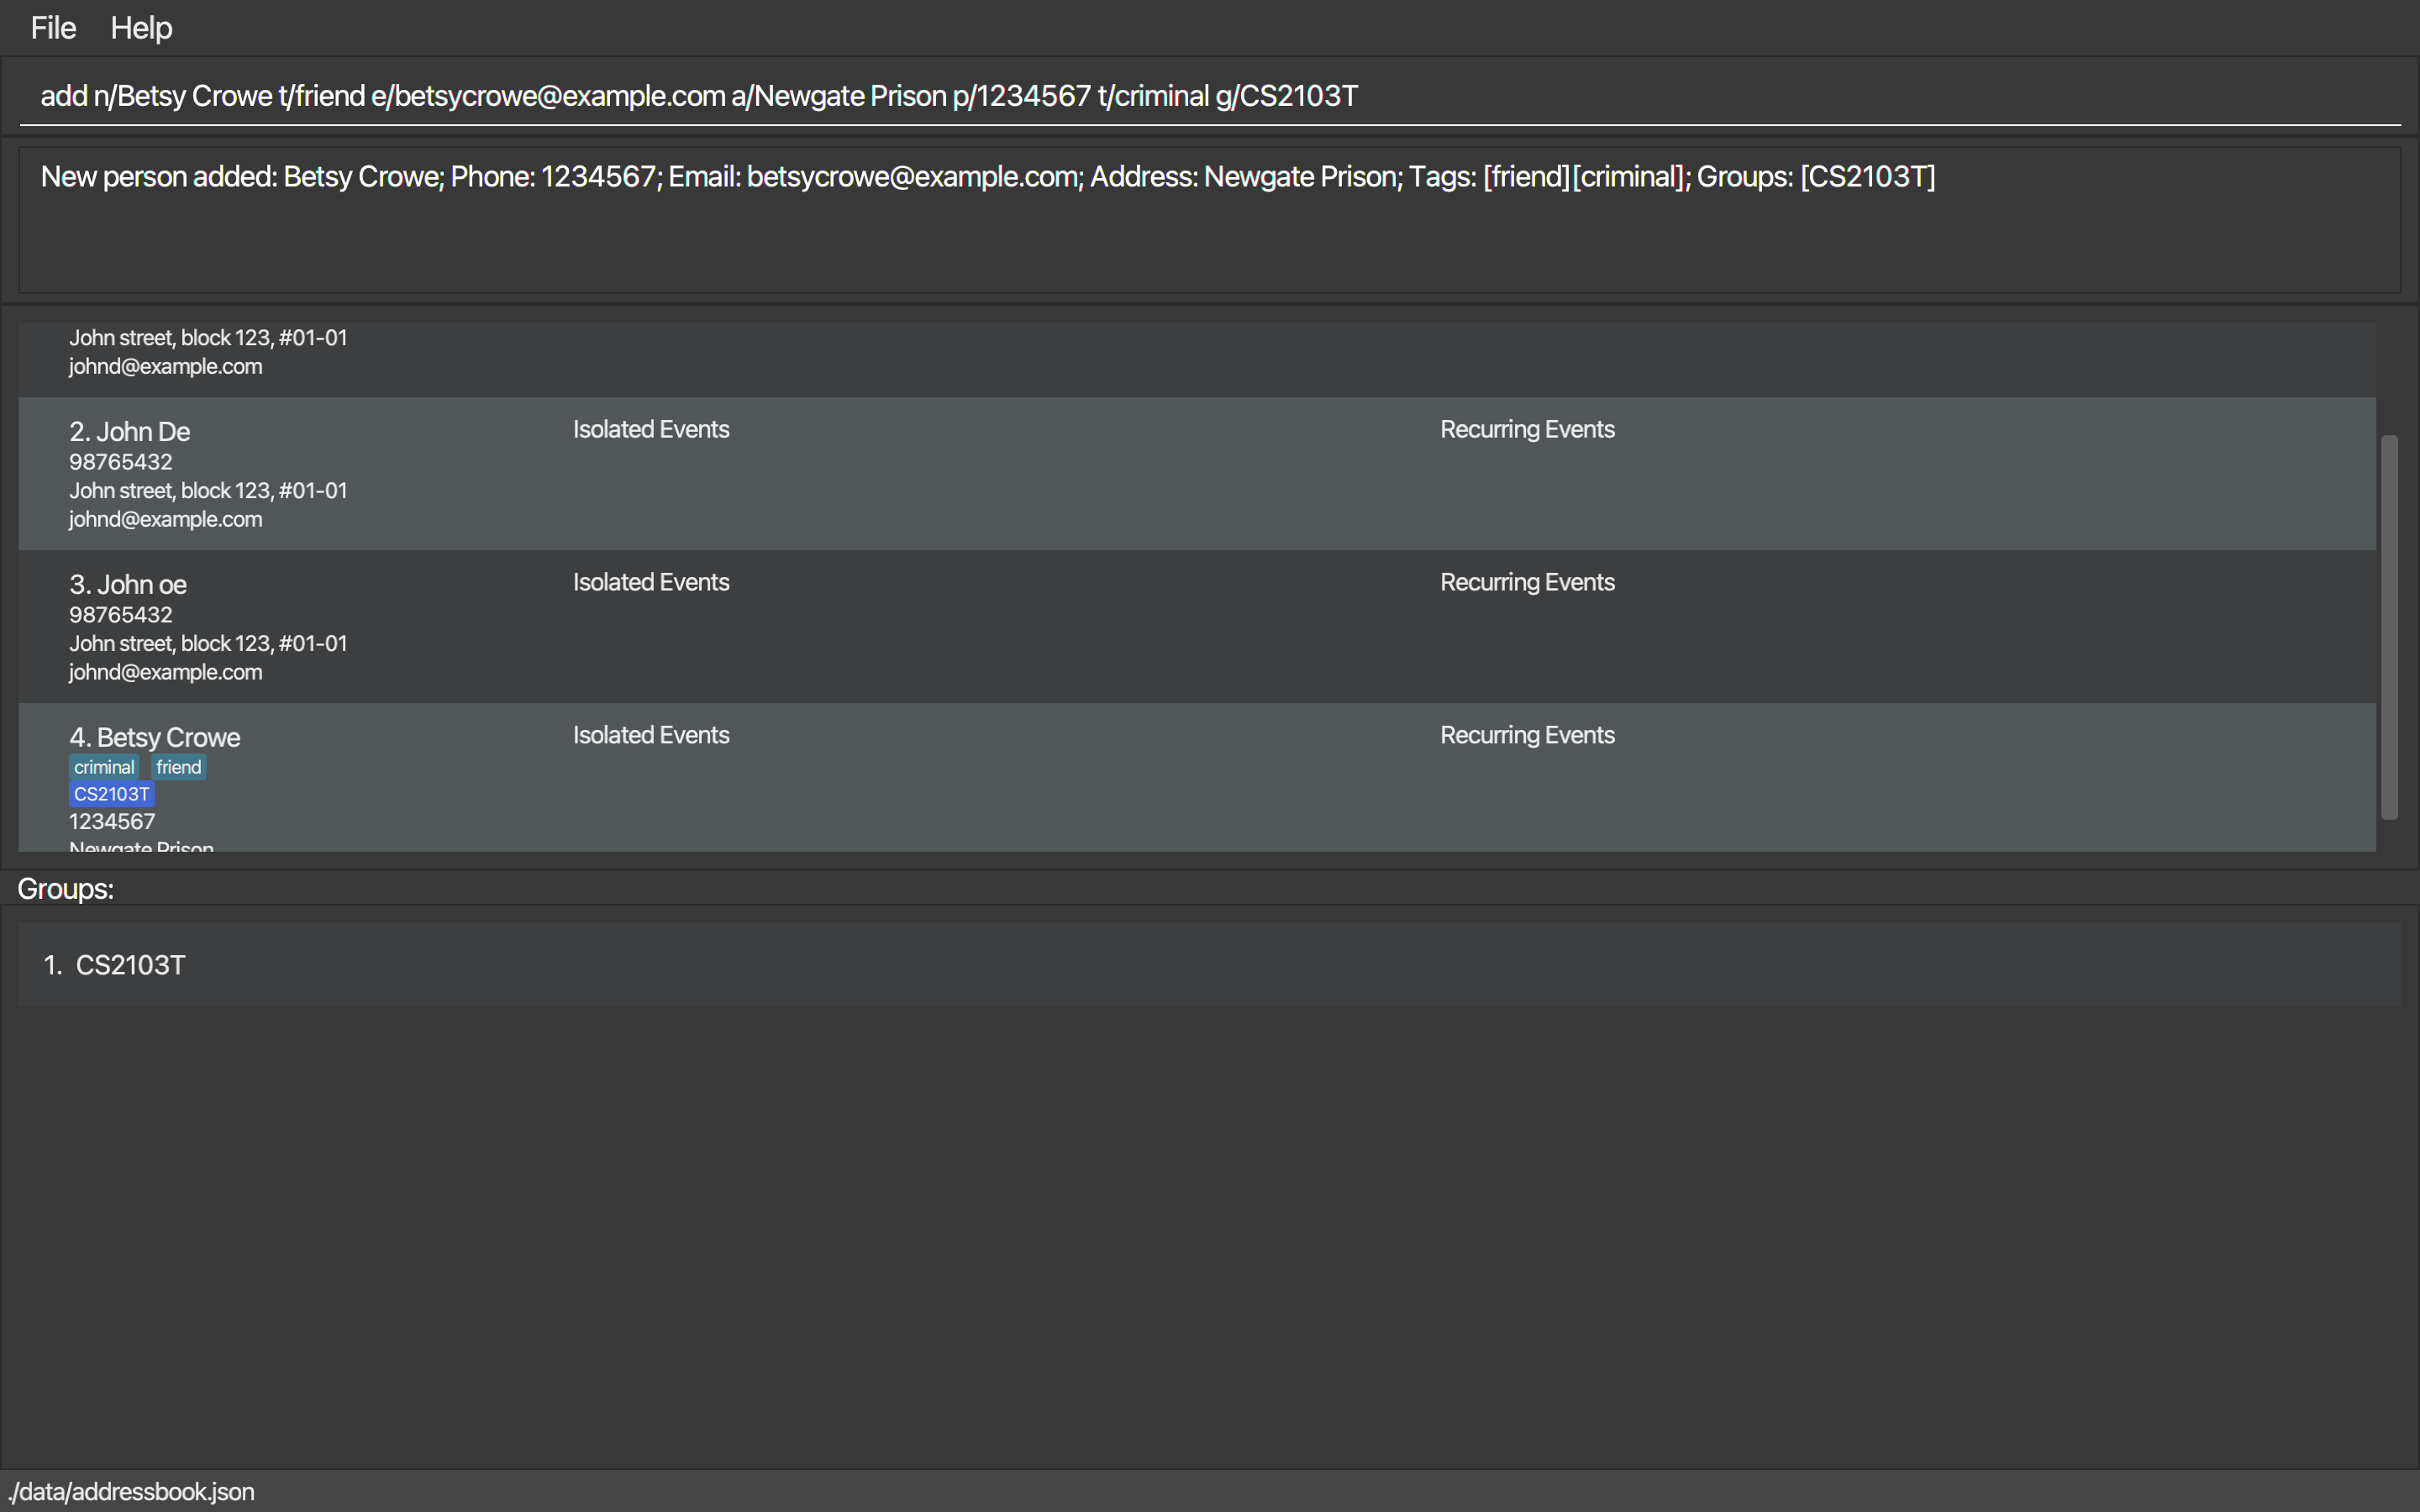 File Help
add n/Betsy Crowe t/friend e/betsycrowe@example.com a/Newgate Prison p/1234567 t/criminal g/CS2103T
New person added: Betsy Crowe; Phone: 1234567; Email: betsycrowe@example.com; Address: Newgate Prison; Tags: [friend][criminal]; Groups: [CS2103T]
John street, block 123, #01-01
johnd@example.com
2. John De Isolated Events Recurring Events
98765432
John street, block 123, #01-01
johnd@example.com
3. John oe Isolated Events Recurring Events
98765432
John street, block 123, #01-01
johnd@example.com
4. Betsy Crowe Isolated Events Recurring Events
criminal friend
CS2103T
1234567
Newgate Prison
Groups:
1. CS2103T
./data/addressbook.json